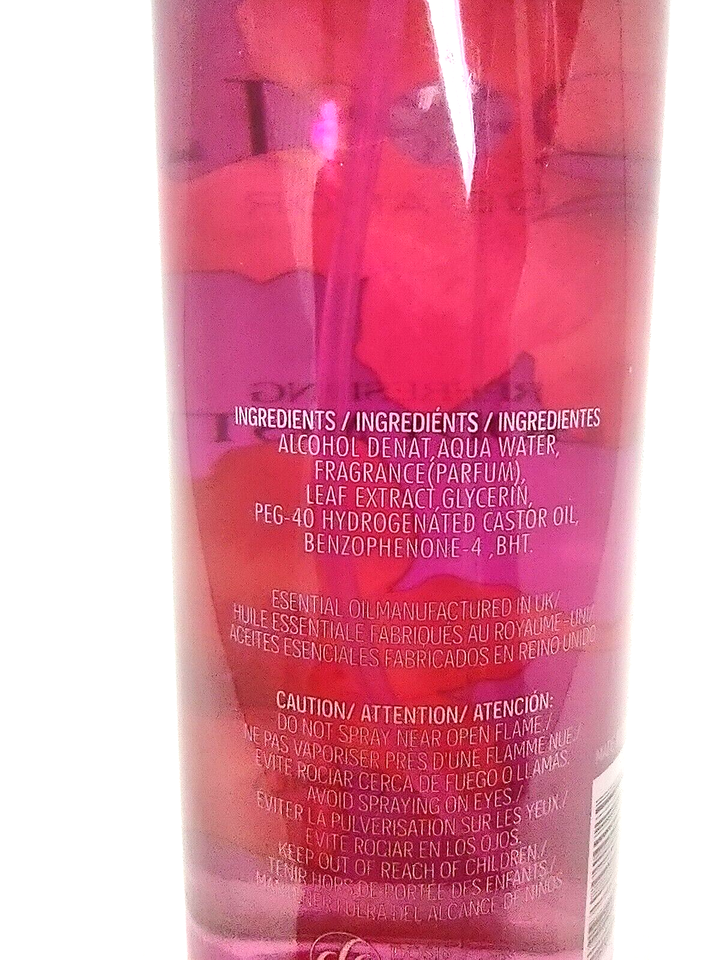 REFRESHING
INGREDIENTS / INGREDIÉNTS / INGREDIENTES
ALCOHOL DENAT,AQUA WATER,
FRAGRANCE(PARFUM),
LEAF EXTRACT,GLYCERIN,
PEG-40 HYDROGENATED CASTOR OIL,
BENZOPHENONE-4 ,BHT.
ESENTIAL OILMANUFACTURED IN UK/
HUILE ESSENTIALE FABRIQUES AU ROYAUME-UNI/
ACEITES ESENCIALES FABRICADOS EN REINO UNIDO
CAUTION/ ATTENTION/ ATENCIÓN:
DO NOT SPRAY NEAR OPEN FLAME./
NE PAS VAPORISER PRES D'UNE FLAMME NUE./
EVITE ROCIAR CERCA DE FUEGO O LLAMAS.
AVOID SPRAYING ON EYES./
EVITER LA PULVERISATION SUR LES YEUX./
EVITE ROCIAR EN LOS OJOS.
KEEP OUT OF REACH OF CHILDREN./
TENIR HORS DE PORTÉE DES ENFANTS/
MANTENER FUERA DEL ALCANCE DE NIÑOS